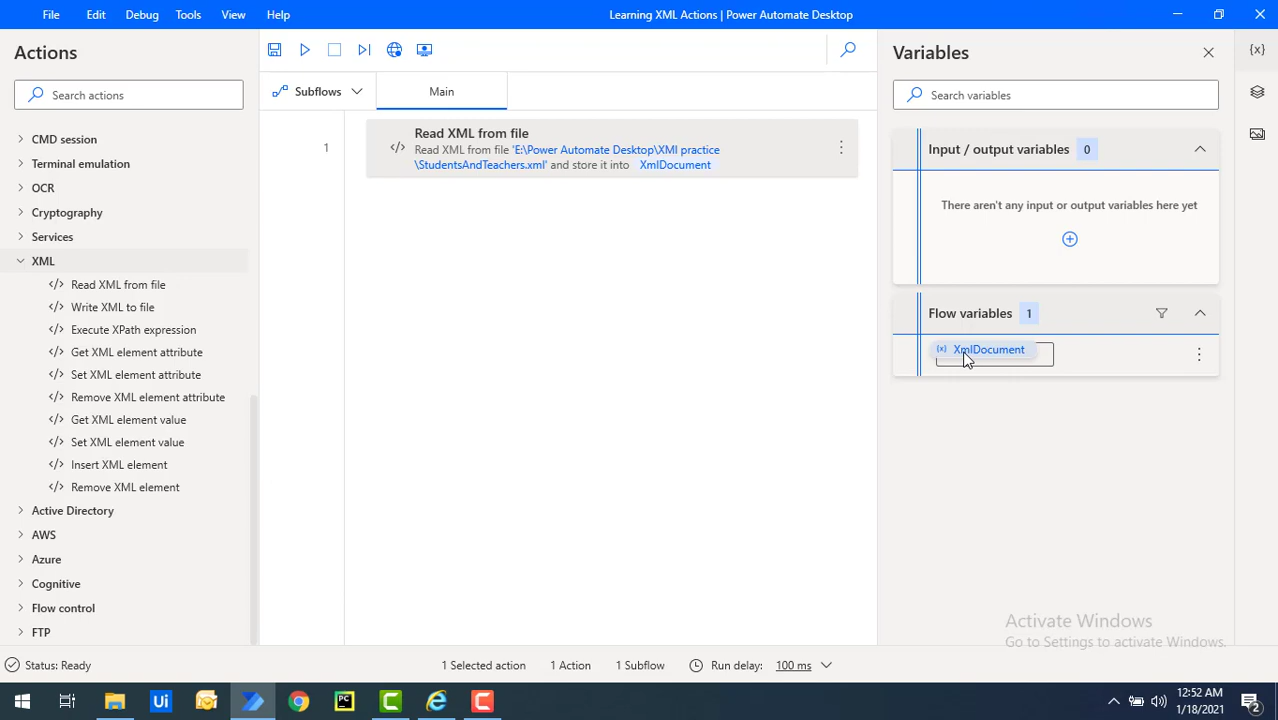 File Edit Debug Tools View Help Learning XML Actions | Power Automate Desktop
Actions
Search actions
CMD session
Terminal emulation
OCR
Cryptography
Services
XML
Read XML from file
Write XML to file
Execute XPath expression
Get XML element attribute
Set XML element attribute
Remove XML element attribute
Get XML element value
Set XML element value
Insert XML element
Remove XML element
Active Directory
AWS
Azure
Cognitive
Flow control
FTP
Subflows
Main
1
Read XML from file
Read XML from file 'E:\Power Automate Desktop\XMl practice
\StudentsAndTeachers.xml' and store it into XmlDocument
Variables
{x}
Search variables
Input / output variables 0
There aren't any input or output variables here yet
Flow variables 1
{x} XmlDocument
Activate Windows
Go to Settings to activate Windows.
Status: Ready 1 Selected action 1 Action 1 Subflow Run delay: 100 ms
Ui
PC
12:52 AM
1/18/2021
2